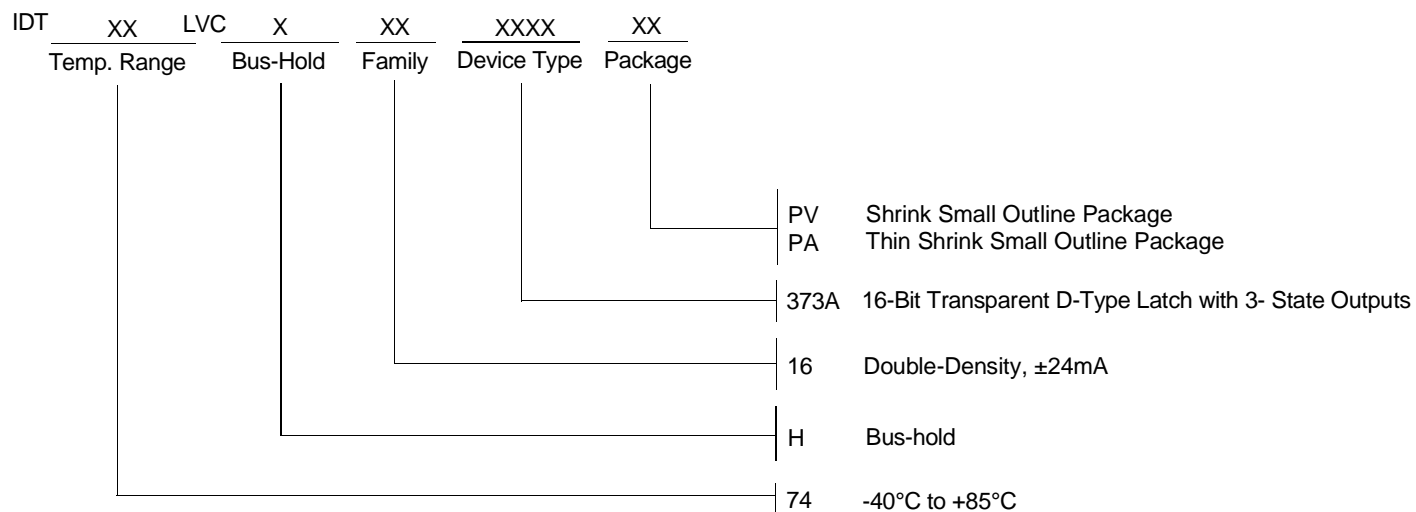 IDT XX LVC X XX XXXX XX
Temp. Range Bus-Hold Family Device Type Package
PV Shrink Small Outline Package
PA Thin Shrink Small Outline Package
373A 16-Bit Transparent D-Type Latch with 3- State Outputs
16 Double-Density, ±24mA
H Bus-hold
74 -40°C to +85°C